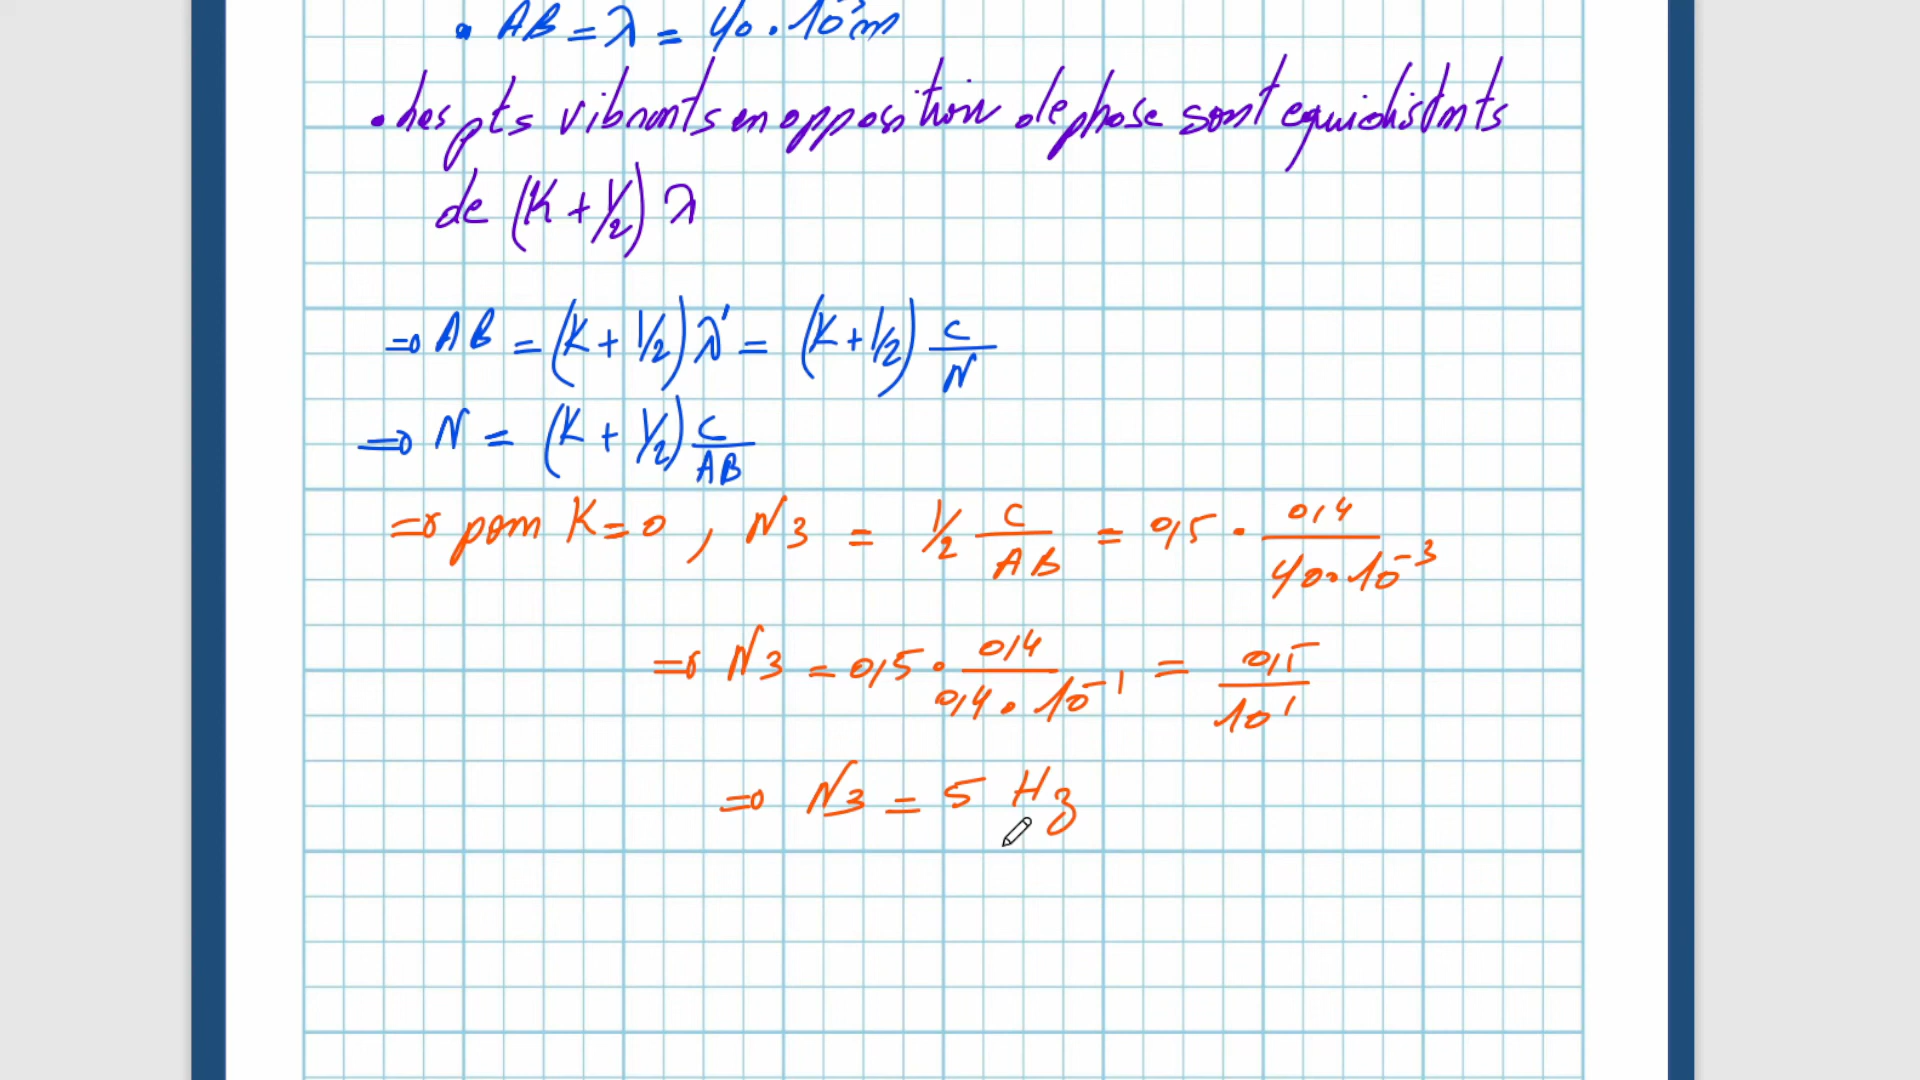 • AB = λ = 40 . 10⁻³m
• Les pts vibrants en opposition de phase sont equidistants
de (K + 1/2) λ
⇒ AB = (K + 1/2) λ' = (K + 1/2) C/N
⇒ N = (K + 1/2) C/AB
⇒ pour K = 0 , N3 = 1/2 C/AB = 0,5 . 0,4/40.10⁻³
⇒ N3 = 0,5 . 0,4/0,4.10⁻¹ = 0,5/10¹
⇒ N3 = 5 Hz